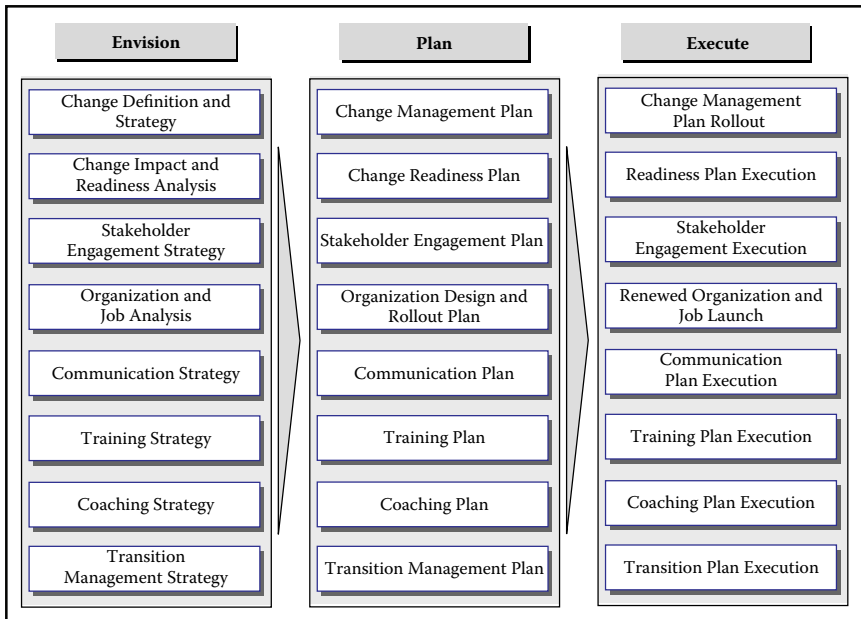 Envision
Change Definition and
Strategy
Change Impact and
Readiness Analysis
Stakeholder
Engagement Strategy
Organization and
Job Analysis
Communication Strategy
Training Strategy
Coaching Strategy
Transition
Management Strategy
Plan
Change Management Plan
Change Readiness Plan
Stakeholder Engagement Plan
Organization Design and
Rollout Plan
Communication Plan
Training Plan
Coaching Plan
Transition Management Plan
Execute
Change Management
Plan Rollout
Readiness Plan Execution
Stakeholder
Engagement Execution
Renewed Organization and
Job Launch
Communication
Plan Execution
Training Plan Execution
Coaching Plan Execution
Transition Plan Execution